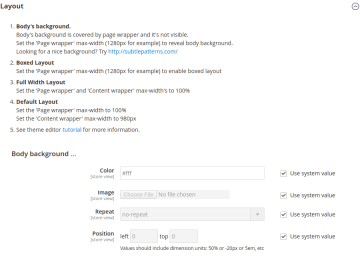 Layout
1. Body's background.
Body's background is covered by page wrapper and it's not visible.
Set the 'Page wrapper' max-width (1280px for example) to reveal body background.
Looking for a nice background? Try http://subtlepatterns.com/
2. Boxed Layout
Set the 'Page wrapper' max-width (1280px for example) to enable boxed layout
3. Full Width Layout
Set the 'Page wrapper' and 'Content wrapper' max-width's to 100%
4. Default Layout
Set the 'Page wrapper' max-width to 100%
Set the 'Content wrapper' max-width to 980px
5. See theme editor tutorial for more information.
Body background ...
Color
[store view]
#fff
Use system value
Image
[store view]
Choose File
No file chosen
Use system value
Repeat
[store view]
no-repeat
Use system value
Position
[store view]
left 0 top 0
Use system value
Values should include dimension units: 50% or -20px or 5em, etc